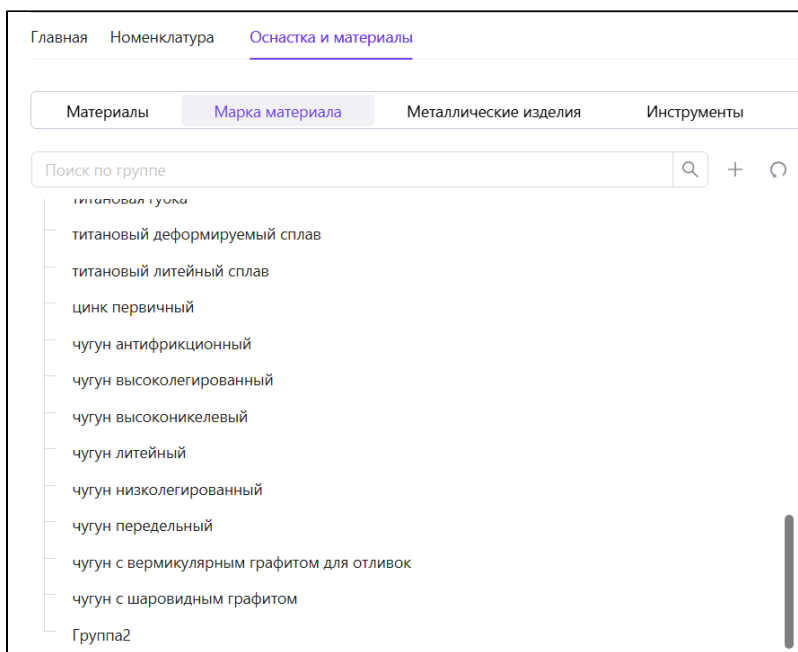 Главная Номенклатура Оснастка и материалы
Материалы Марка материала Металлические изделия Инструменты
Поиск по группе
титановая губка
титановый деформируемый сплав
титановый литейный сплав
цинк первичный
чугун антифрикционный
чугун высоколегированный
чугун высоконикелевый
чугун литейный
чугун низколегированный
чугун передельный
чугун с вермикулярным графитом для отливок
чугун с шаровидным графитом
Группа2